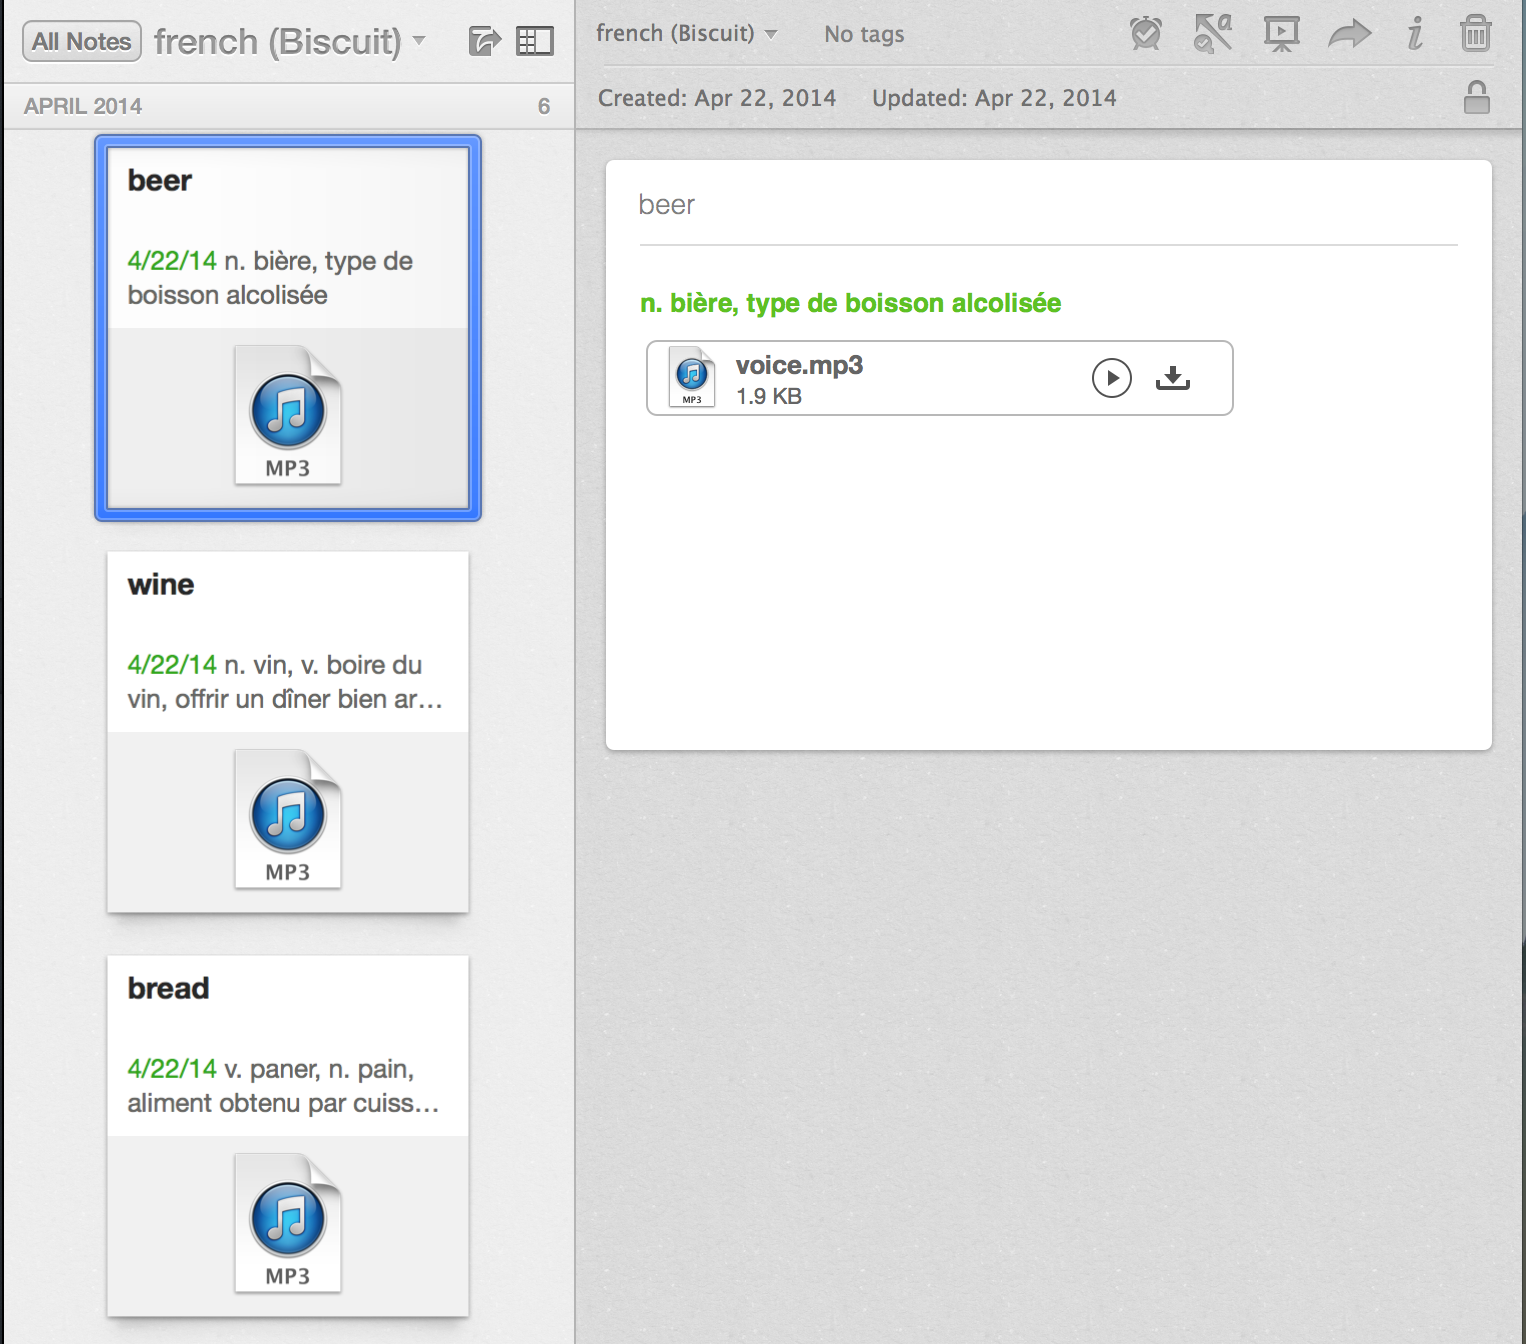 All Notes french (Biscuit)
APRIL 2014 6
beer
4/22/14 n. bière, type de
boisson alcolisée
MP3
wine
4/22/14 n. vin, v. boire du
vin, offrir un dîner bien ar...
MP3
bread
4/22/14 v. paner, n. pain,
aliment obtenu par cuiss...
MP3
french (Biscuit) No tags
Created: Apr 22, 2014 Updated: Apr 22, 2014
beer
n. bière, type de boisson alcolisée
MP3
voice.mp3
1.9 KB